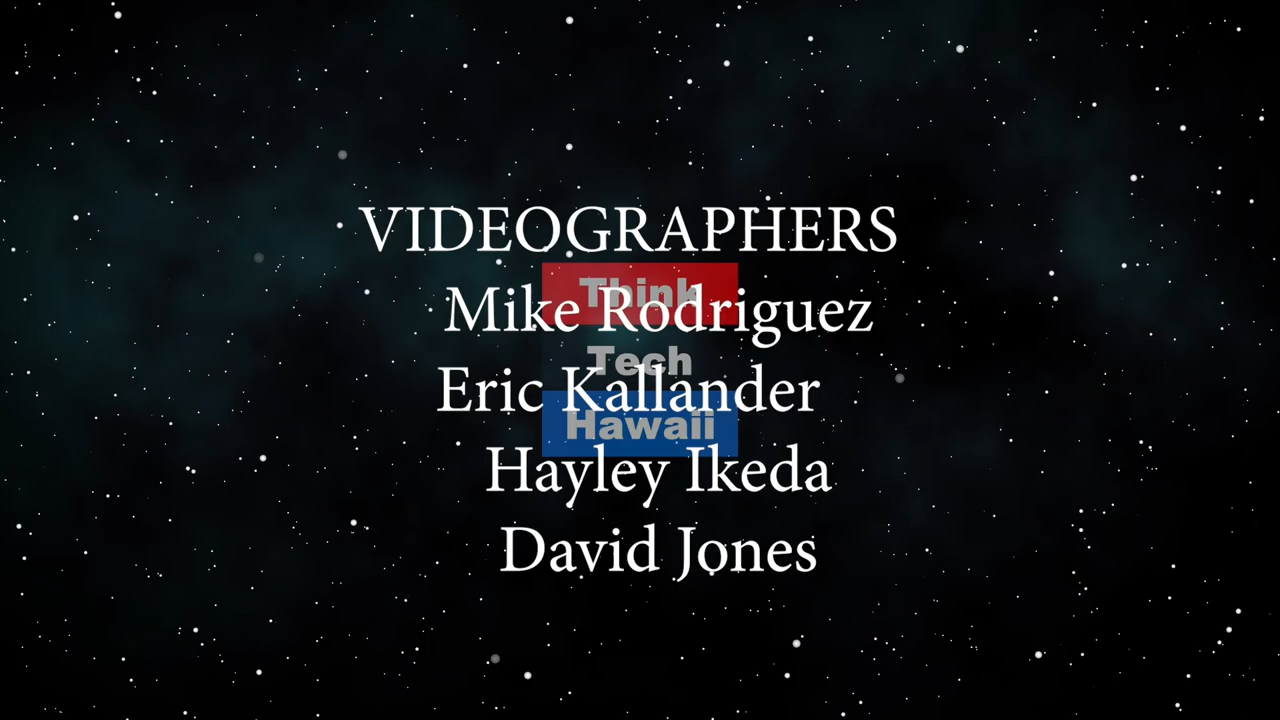 VIDEOGRAPHERS
Think
Mike Rodriguez
Tech
Eric Kallander
Hawaii
Hayley Ikeda
David Jones